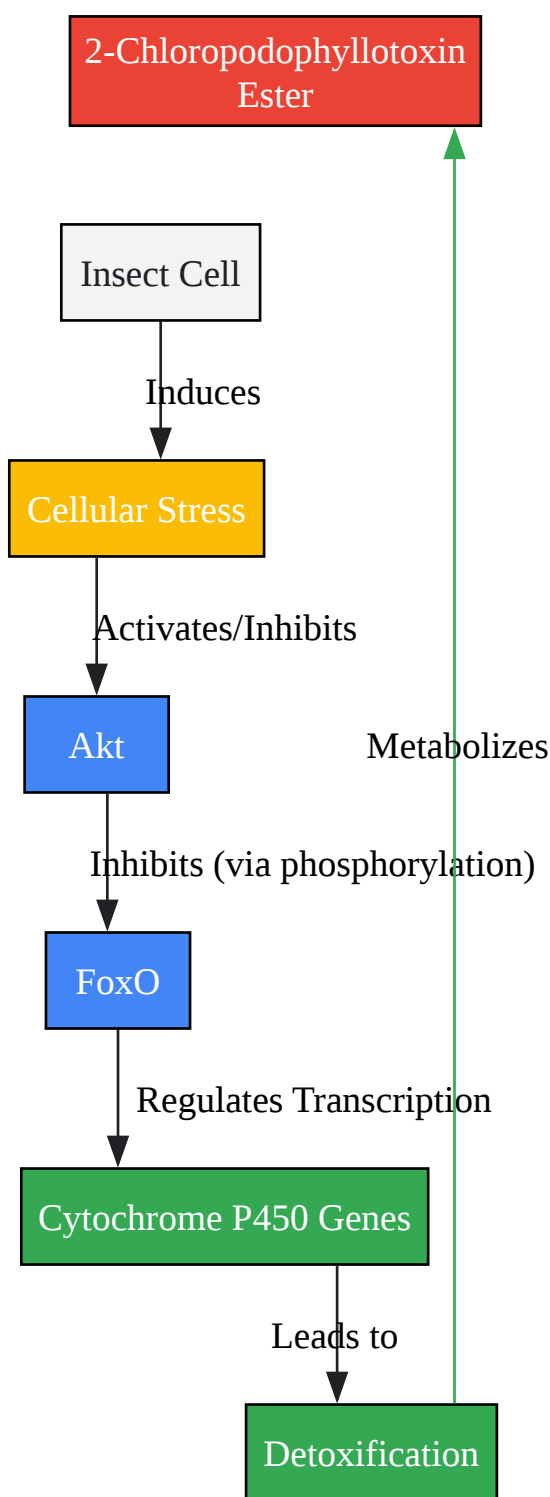 2-Chloropodophyllotoxin
Ester
Insect Cell
Induces
Cellular Stress
Activates/Inhibits
Akt
Metabolizes
Inhibits (via phosphorylation)
FoxO
Regulates Transcription
Cytochrome P450 Genes
Leads to
Detoxification